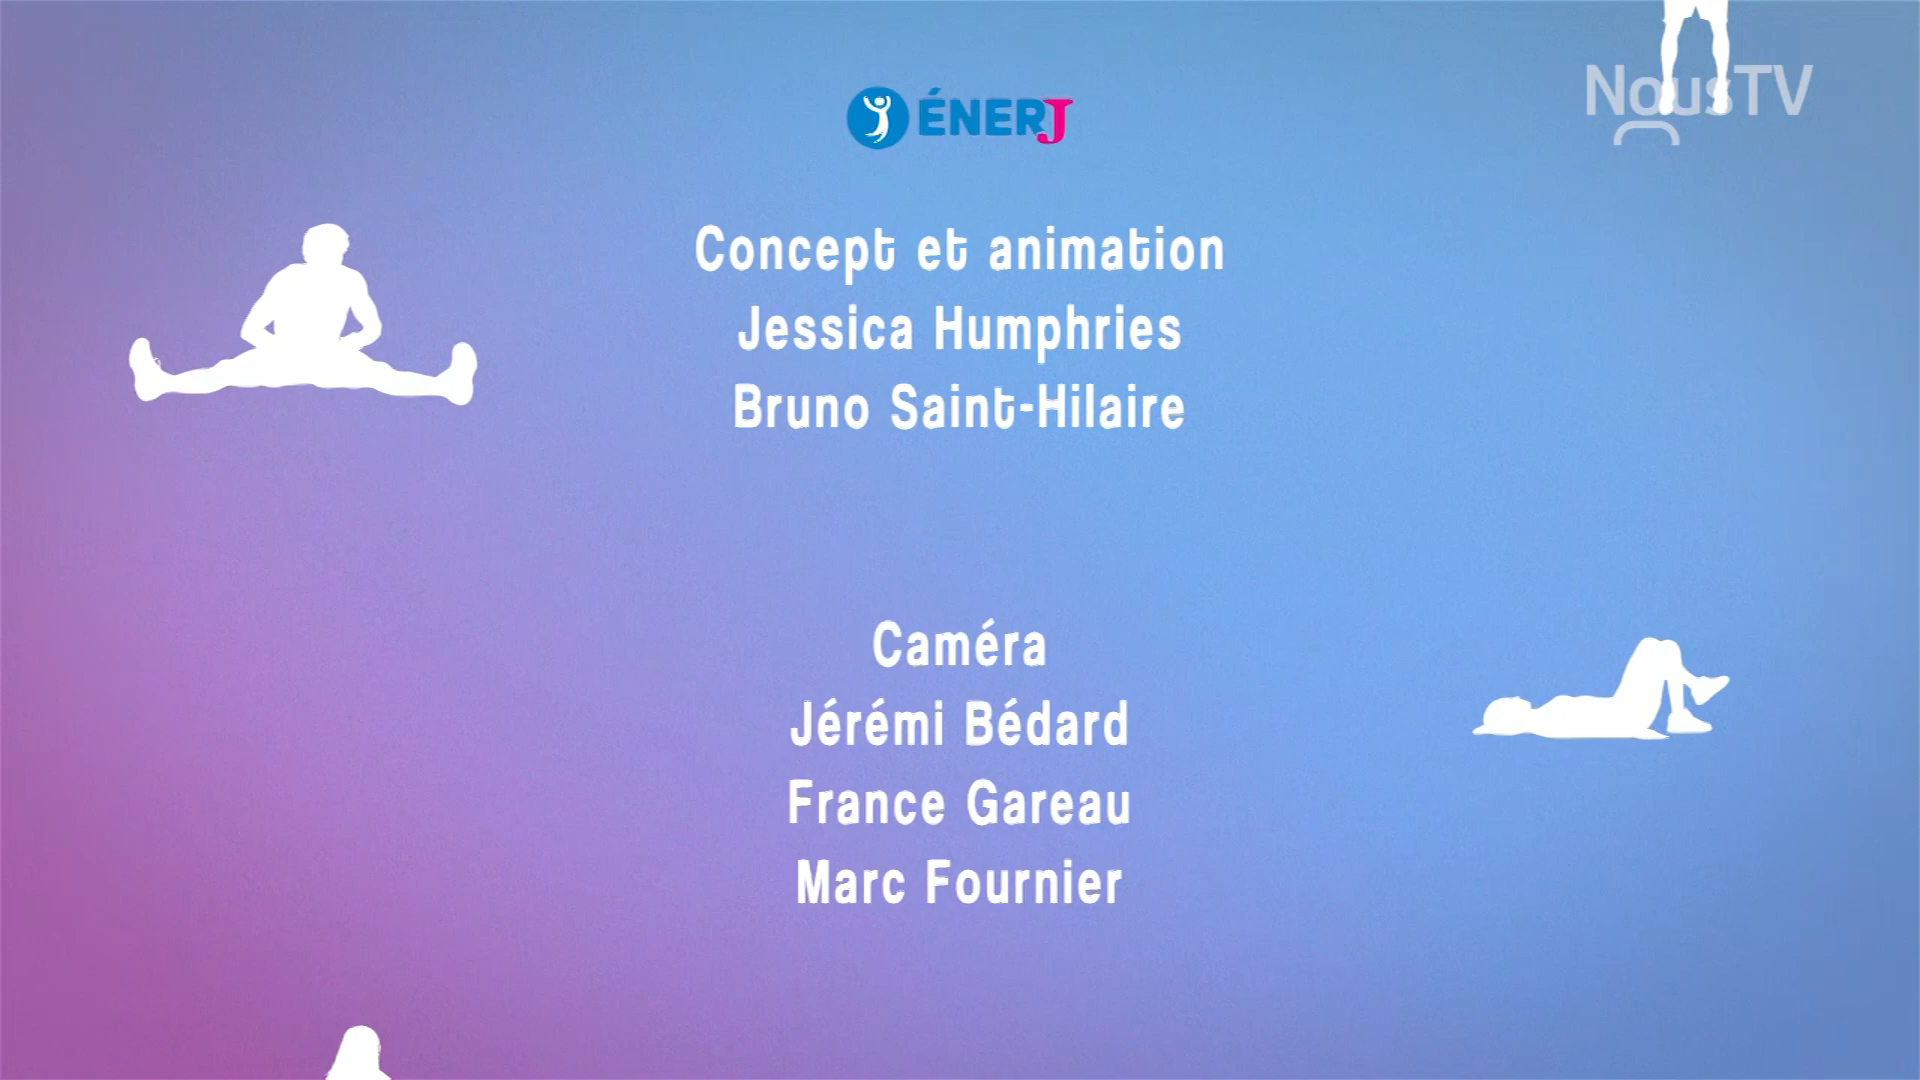 ÉNERJ
NousTV
Concept et animation
Jessica Humphries
Bruno Saint-Hilaire
Caméra
Jérémi Bédard
France Gareau
Marc Fournier